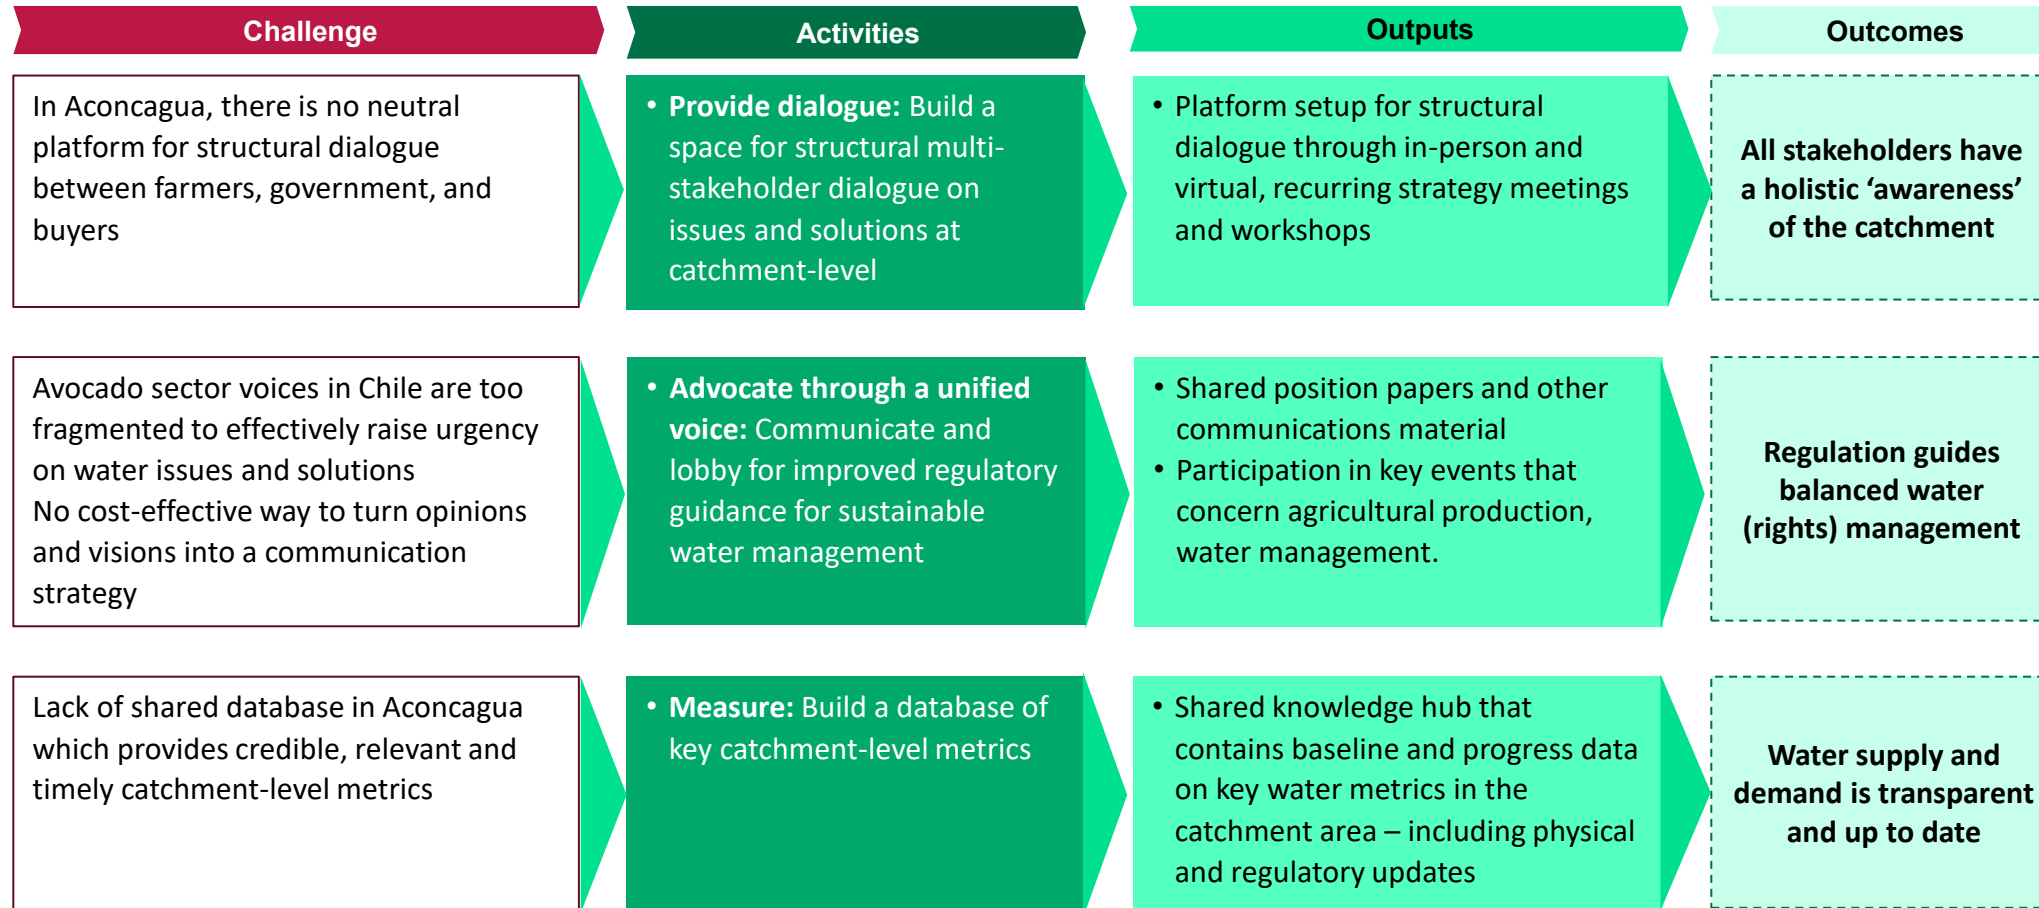 Challenge
Activities
Outputs
Outcomes
In Aconcagua, there is no neutral
platform for structural dialogue
between farmers, government, and
buyers
• Provide dialogue: Build a
space for structural multi-
stakeholder dialogue on
issues and solutions at
catchment-level
• Platform setup for structural
dialogue through in-person and
virtual, recurring strategy meetings
and workshops
All stakeholders have
a holistic ‘awareness’
of the catchment
Avocado sector voices in Chile are too
fragmented to effectively raise urgency
on water issues and solutions
No cost-effective way to turn opinions
and visions into a communication
strategy
• Advocate through a unified
voice: Communicate and
lobby for improved regulatory
guidance for sustainable
water management
• Shared position papers and other
communications material
• Participation in key events that
concern agricultural production,
water management.
Regulation guides
balanced water
(rights) management
Lack of shared database in Aconcagua
which provides credible, relevant and
timely catchment-level metrics
• Measure: Build a database of
key catchment-level metrics
• Shared knowledge hub that
contains baseline and progress data
on key water metrics in the
catchment area – including physical
and regulatory updates
Water supply and
demand is transparent
and up to date